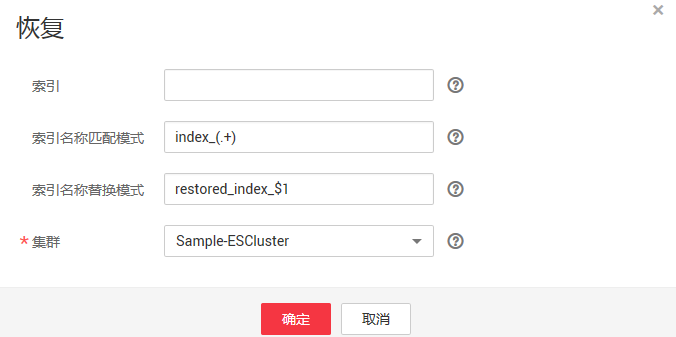 恢复
索引
索引名称匹配模式 index_(.+)
索引名称替换模式 restored_index_$1
* 集群 Sample-ESCluster
确定 取消